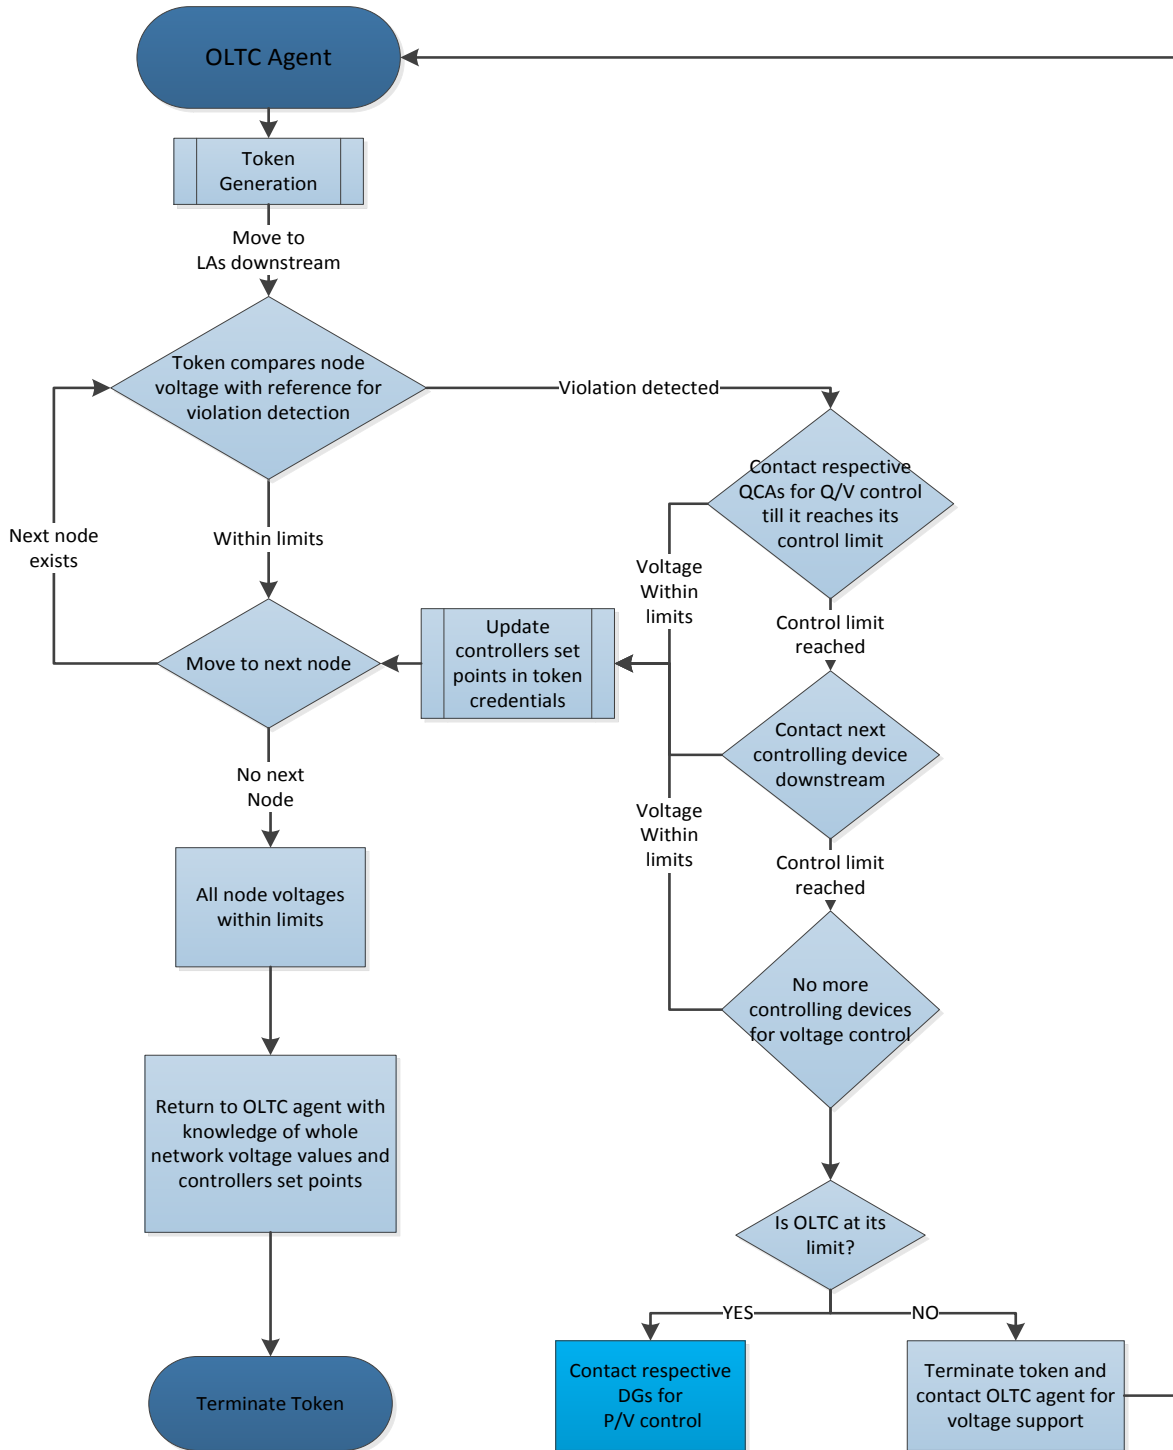 OLTC Agent
Token
Generation
Move to
LAs downstream
Token compares node
voltage with reference for
violation detection
Violation detected
Contact respective
QCAs for Q/V control
till it reaches its
control limit
Next node
exists
Within limits
Voltage
Within
limits
Control limit
reached
Update
controllers set
points in token
credentials
Move to next node
Contact next
controlling device
downstream
No next
Node
Voltage
Within
limits
Control limit
reached
All node voltages
within limits
No more
controlling devices
for voltage control
Return to OLTC agent with
knowledge of whole
network voltage values and
controllers set points
Is OLTC at its
limit?
YES
NO
Terminate Token
Contact respective
DGs for
P/V control
Terminate token and
contact OLTC agent for
voltage support